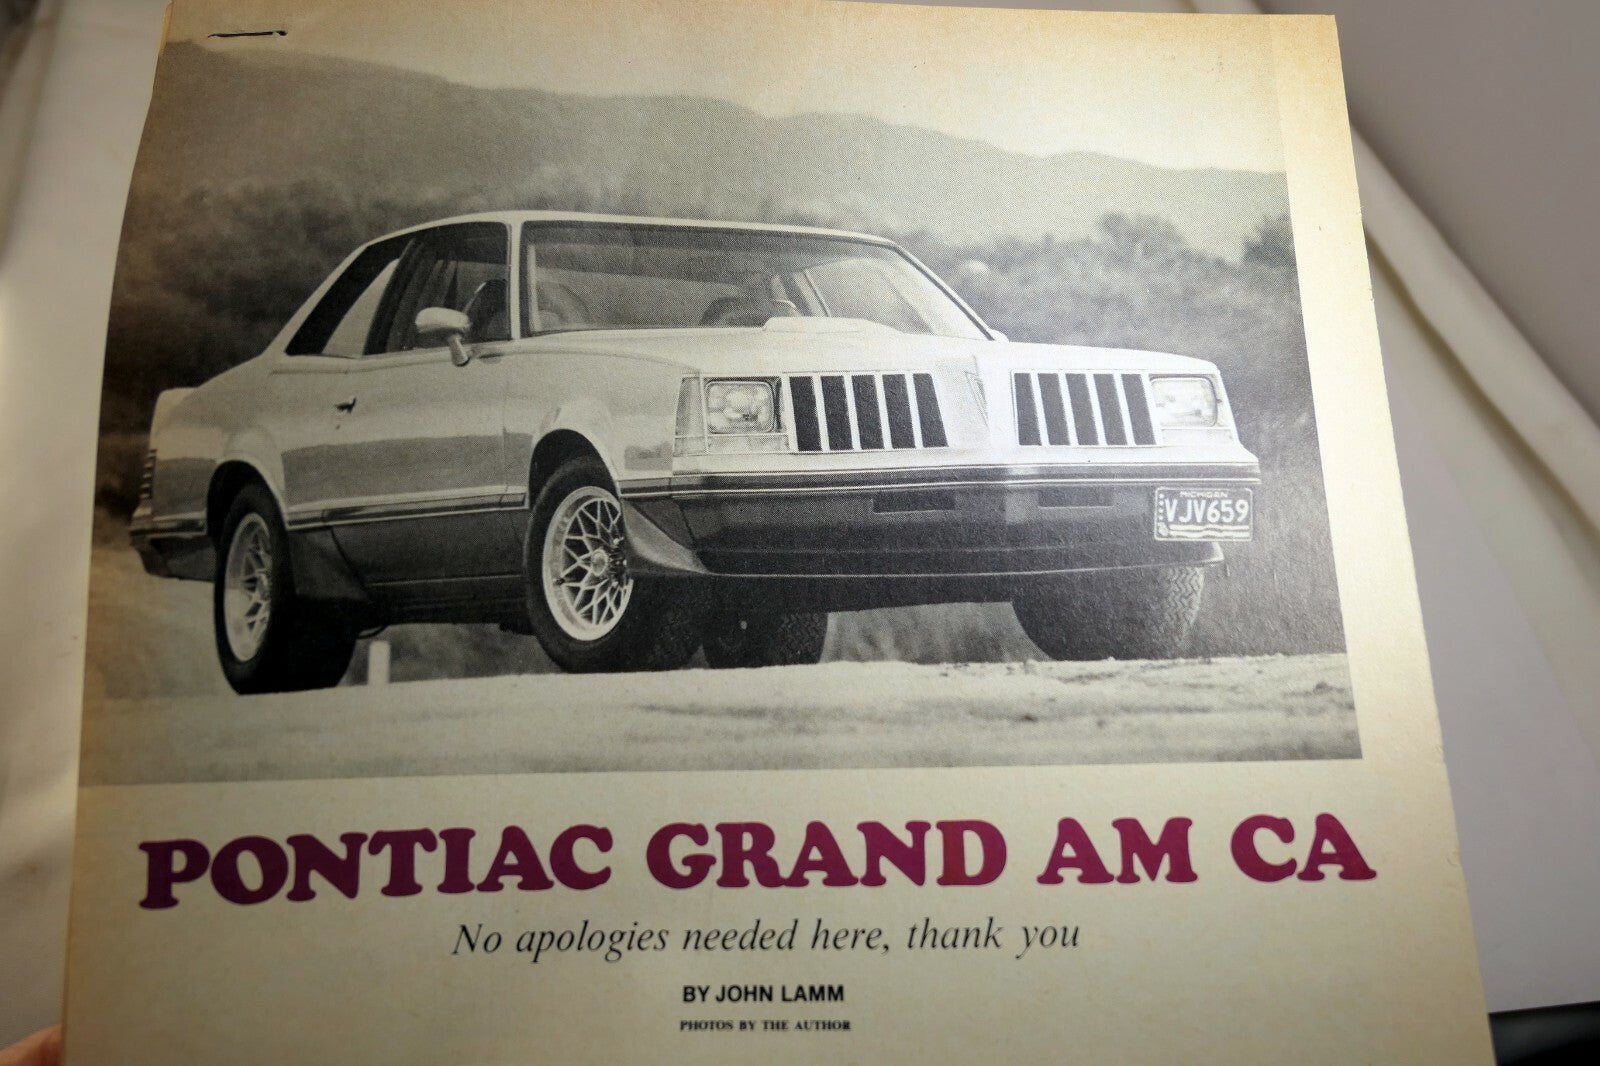 MICHIGAN
VJV659
PONTIAC GRAND AM CA
No apologies needed here, thank you
BY JOHN LAMM
PHOTOS BY THE AUTHOR